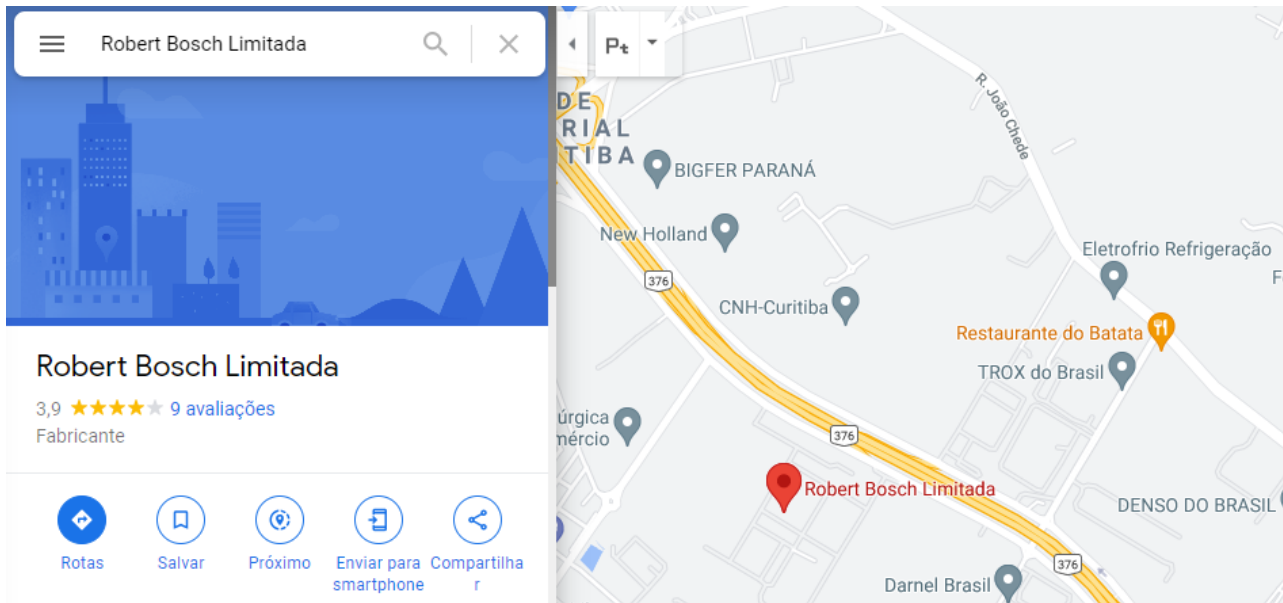 Robert Bosch Limitada
Robert Bosch Limitada
3,9
9 avaliações
Fabricante
Rotas
Salvar
Próximo
Enviar para
smartphone
Compartilha
r
Pt
DE
RIAL
TIBA
BIGFER PARANÁ
R. João Chede
New Holland
376
Eletrofrio Refrigeração
F
CNH-Curitiba
Restaurante do Batata
TROX do Brasil
úrgica
mércio
376
Robert Bosch Limitada
DENSO DO BRASIL
376
Darnel Brasil